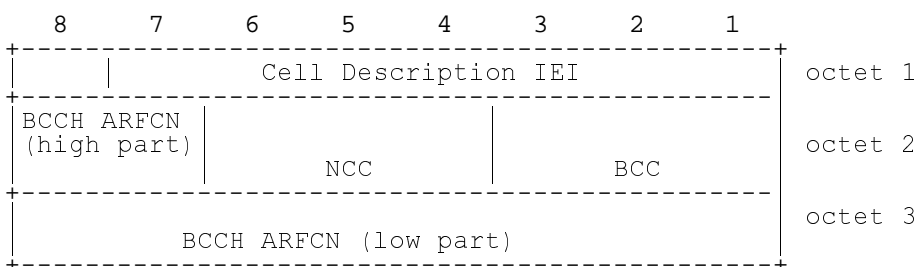 8 7 6 5 4 3 2 1
Cell Description IEI octet 1
BCCH ARFCN
(high part) octet 2
NCC BCC
octet 3
BCCH ARFCN (low part)